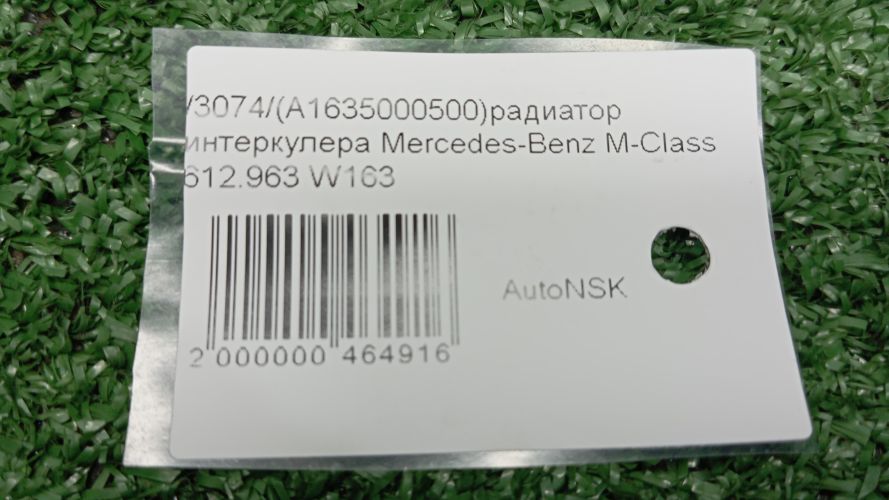 /3074/(A1635000500)радиатор
интеркулера Mercedes-Benz M-Class
612.963 W163
AutoNSK
2 000000 464916